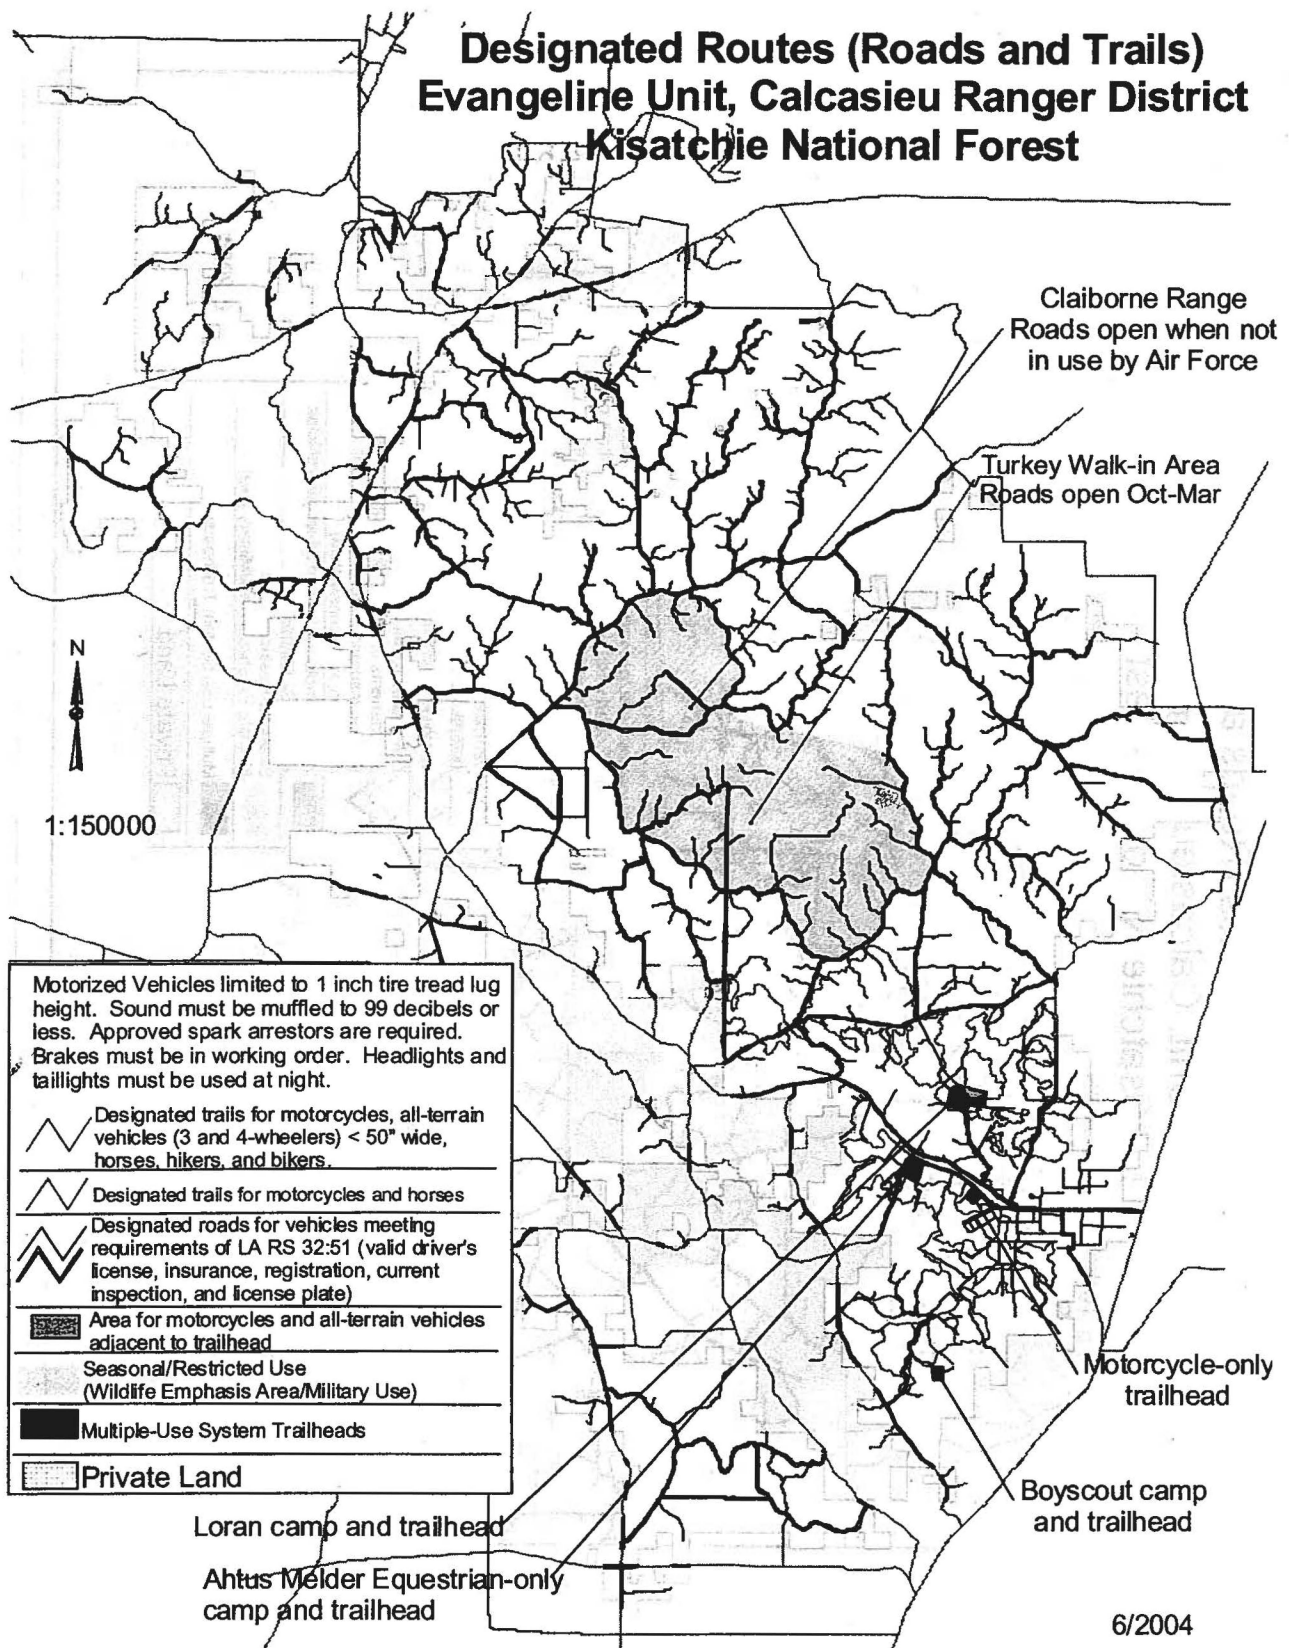 Designated Routes (Roads and Trails)
Evangeline Unit, Calcasieu Ranger District
Kisatchie National Forest
Claiborne Range
Roads open when not
in use by Air Force
Turkey Walk-in Area
Roads open Oct-Mar
N
1:150000
Motorized Vehicles limited to 1 inch tire tread lug
height. Sound must be muffled to 99 decibels or
less. Approved spark arrestors are required.
Brakes must be in working order. Headlights and
taillights must be used at night.
Designated trails for motorcycles, all-terrain
vehicles (3 and 4-wheelers) < 50" wide,
horses, hikers, and bikers.
Designated trails for motorcycles and horses
Designated roads for vehicles meeting
requirements of LA RS 32:51 (valid driver's
license, insurance, registration, current
inspection, and license plate)
Area for motorcycles and all-terrain vehicles
adjacent to trailhead
Seasonal/Restricted Use
(Wildlife Emphasis Area/Military Use)
Multiple-Use System Trailheads
Private Land
Motorcycle-only
trailhead
Boyscout camp
and trailhead
Loran camp and trailhead
Ahtus Melder Equestrian-only
camp and trailhead
6/2004